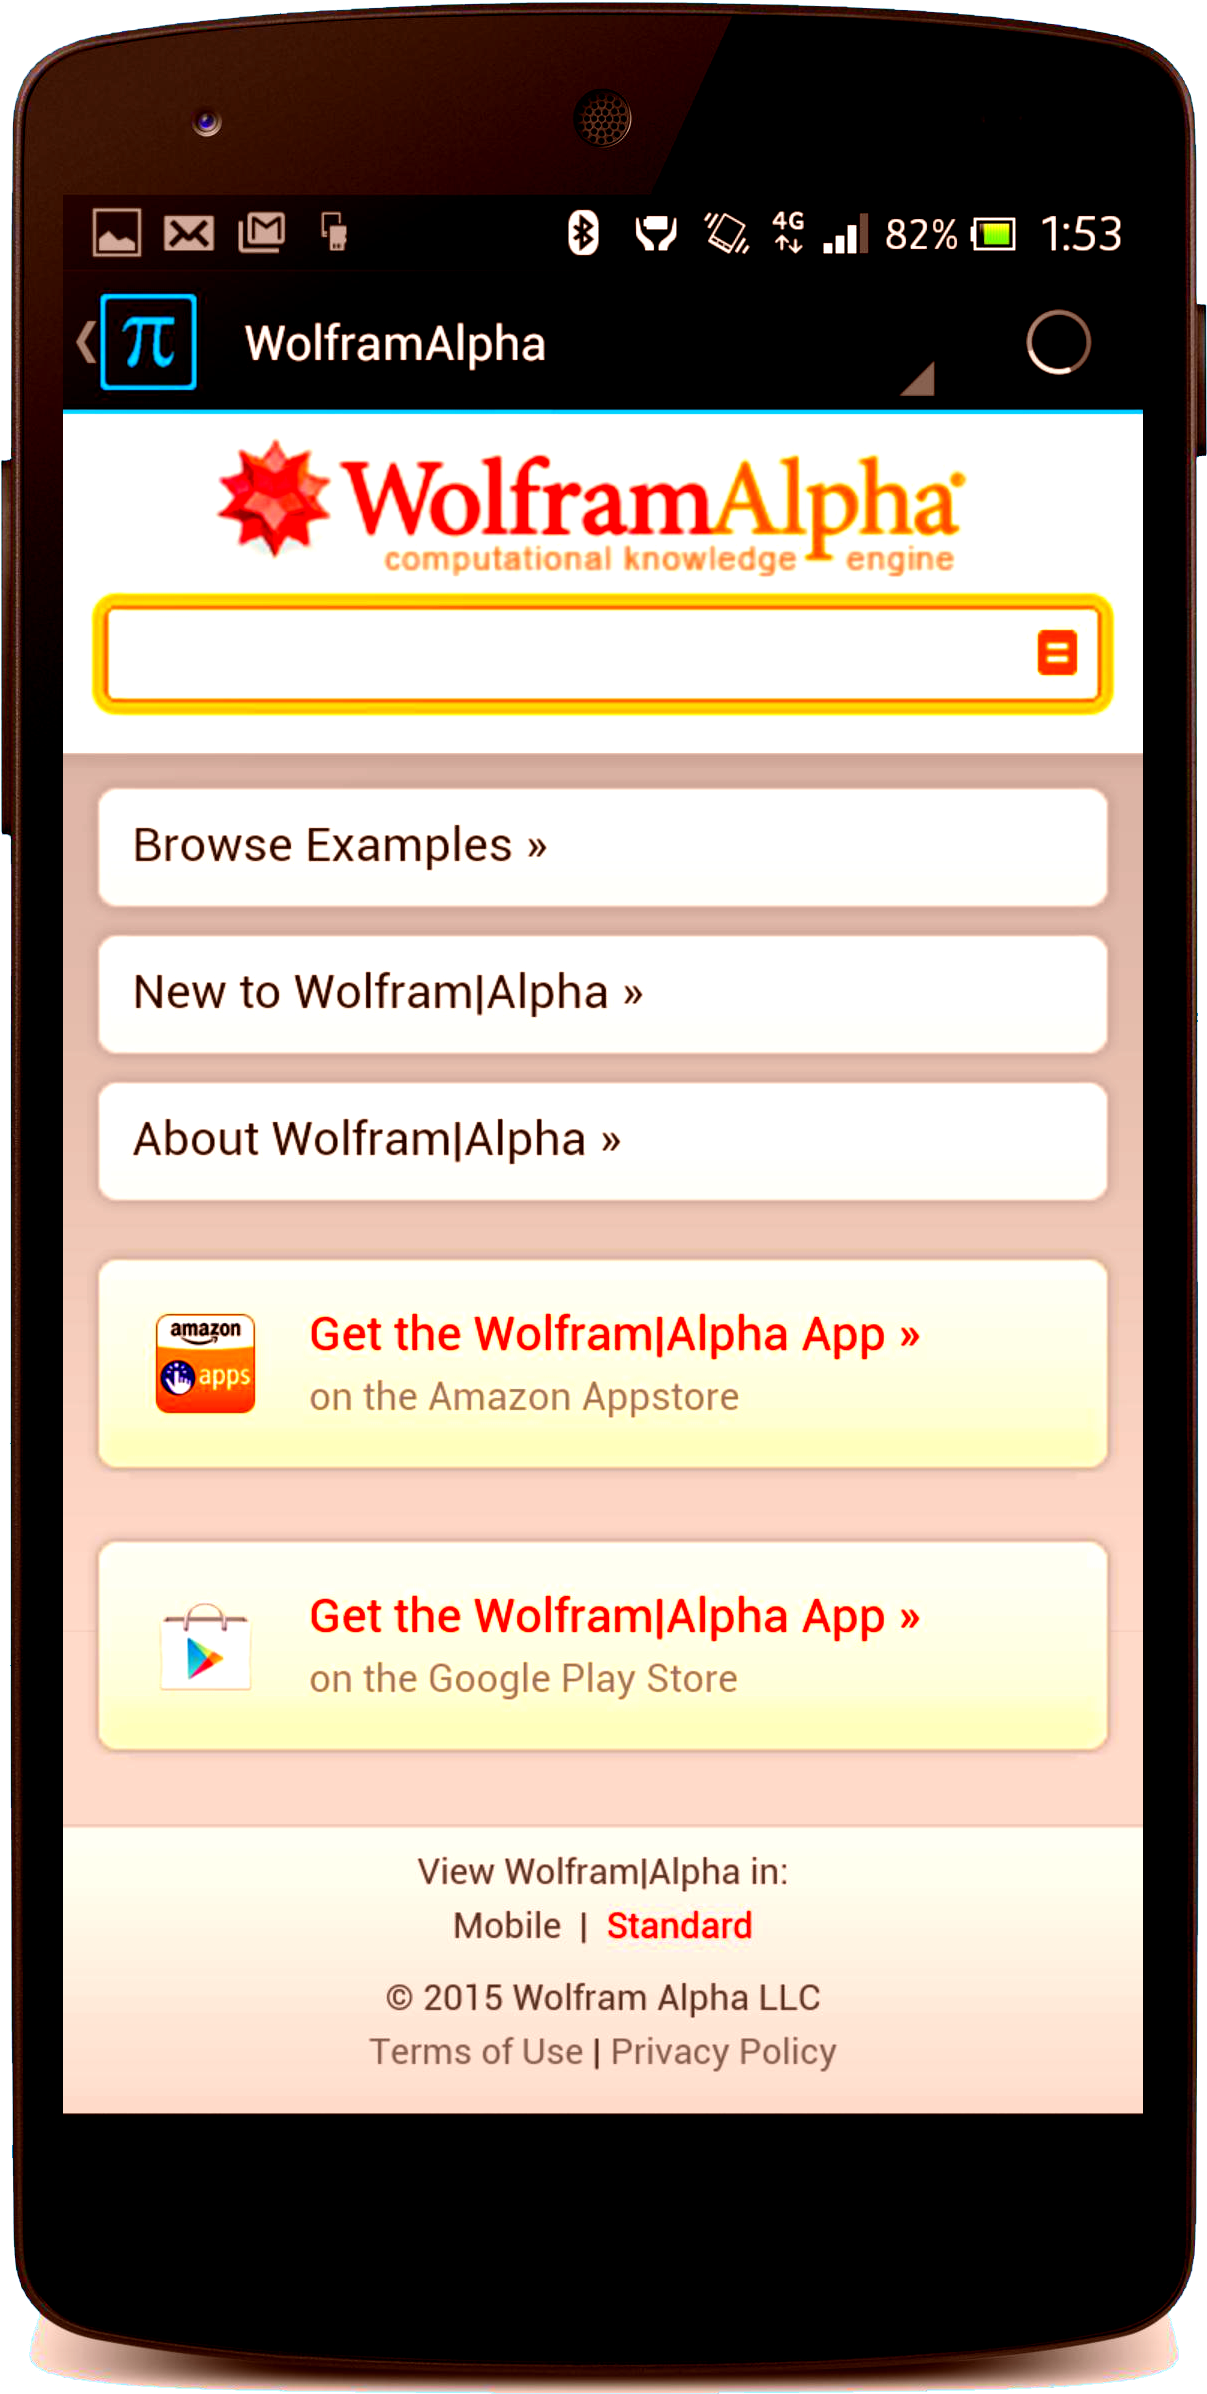 4G 82% 1:53
π WolframAlpha
WolframAlpha
computational knowledge engine
=
Browse Examples »
New to Wolfram|Alpha »
About Wolfram|Alpha »
amazon
apps
Get the Wolfram|Alpha App »
on the Amazon Appstore
Get the Wolfram|Alpha App »
on the Google Play Store
View Wolfram|Alpha in:
Mobile | Standard
© 2015 Wolfram Alpha LLC
Terms of Use | Privacy Policy